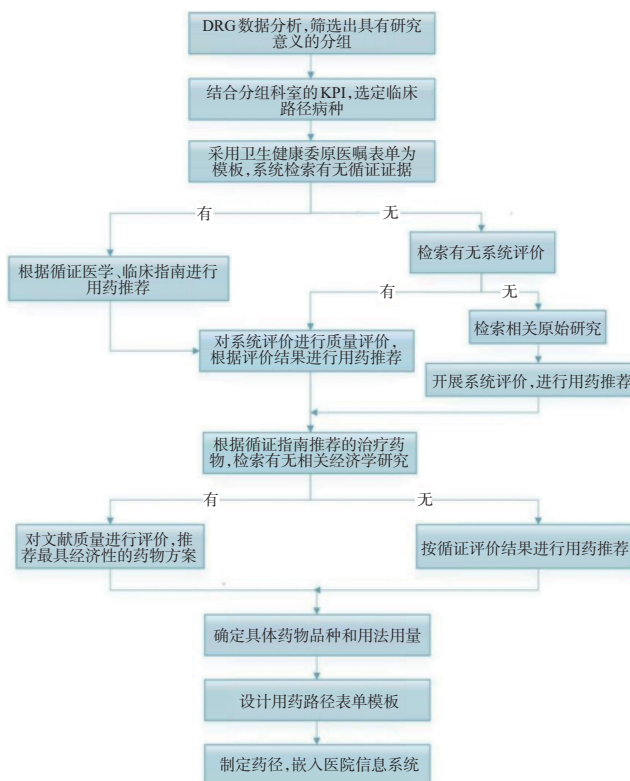 DRG数据分析,筛选出具有研究
意义的分组
结合分组科室的KPI,选定临床
路径病种
采用卫生健康委原医嘱表单为
模板,系统检索有无循证证据
有
无
根据循证医学、临床指南进行
用药推荐
检索有无系统评价
有
无
对系统评价进行质量评价,
根据评价结果进行用药推荐
检索相关原始研究
开展系统评价,进行用药推荐
根据循证指南推荐的治疗药
物,检索有无相关经济学研究
有
无
对文献质量进行评价,推
荐最具经济性的药物方案
按循证评价结果进行用药推荐
确定具体药物品种和用法用量
设计用药路径表单模板
制定药径,嵌入医院信息系统